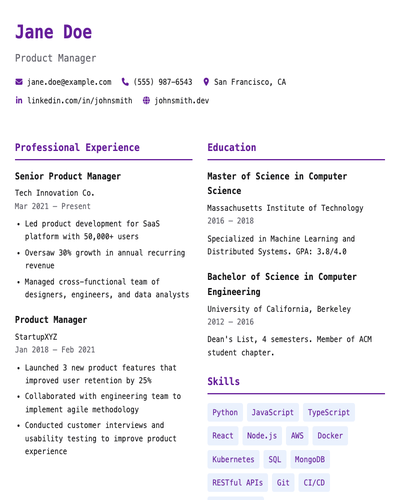 Jane Doe
Product Manager
jane.doe@example.com (555) 987-6543 San Francisco, CA
linkedin.com/in/johnsmith johnsmith.dev
Professional Experience
Senior Product Manager
Tech Innovation Co.
Mar 2021 – Present
• Led product development for SaaS
platform with 50,000+ users
• Oversaw 30% growth in annual recurring
revenue
• Managed cross-functional team of
designers, engineers, and data analysts
Product Manager
StartupXYZ
Jan 2018 – Feb 2021
• Launched 3 new product features that
improved user retention by 25%
• Collaborated with engineering team to
implement agile methodology
• Conducted customer interviews and
usability testing to improve product
experience
Education
Master of Science in Computer
Science
Massachusetts Institute of Technology
2016 – 2018
Specialized in Machine Learning and
Distributed Systems. GPA: 3.8/4.0
Bachelor of Science in Computer
Engineering
University of California, Berkeley
2012 – 2016
Dean's List, 4 semesters. Member of ACM
student chapter.
Skills
Python JavaScript TypeScript
React Node.js AWS Docker
Kubernetes SQL MongoDB
RESTful APIs Git CI/CD